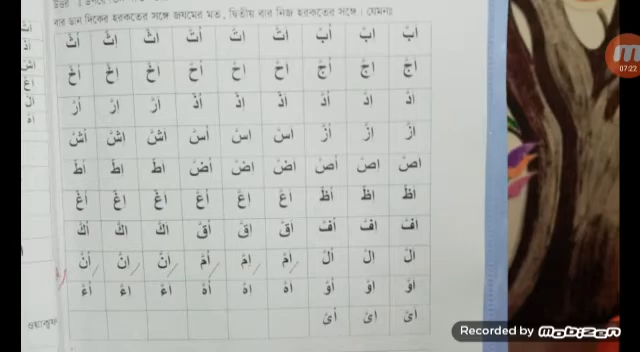 বার ডান দিকের হরকতের সঙ্গে জযমের মত, দ্বিতীয় বার নিজ হরকতের সঙ্গে। যেমনঃ
اَبَّ اِبَّ اُبَّ اَتَّ اِتَّ اُتَّ اَثَّ اِثَّ اُثَّ
اَجَّ اِجَّ اُجَّ اَحَّ اِحَّ اُحَّ اَخَّ اِخَّ اُخَّ
اَدَّ اِدَّ اُدَّ اَذَّ اِذَّ اُذَّ اَرَّ اِرَّ اُرَّ
اَزَّ اِزَّ اُزَّ اَسَّ اِسَّ اُسَّ اَشَّ اِشَّ اُشَّ
اَصَّ اِصَّ اُصَّ اَضَّ اِضَّ اُضَّ اَطَّ اِطَّ اُطَّ
اَظَّ اِظَّ اُظَّ اَعَّ اِعَّ اُعَّ اَغَّ اِغَّ اُغَّ
اَفَّ اِفَّ اُفَّ اَقَّ اِقَّ اُقَّ اَكَّ اِكَّ اُكَّ
اَلَّ اِلَّ اُلَّ اَمَّ اِمَّ اُمَّ اَنَّ اِنَّ اُنَّ
اَوَّ اِوَّ اُوَّ اَهَّ اِهَّ اُهَّ اَءَّ اِءَّ اُءَّ
اَىَّ اِىَّ اُىَّ
07:22
Recorded by mobizen